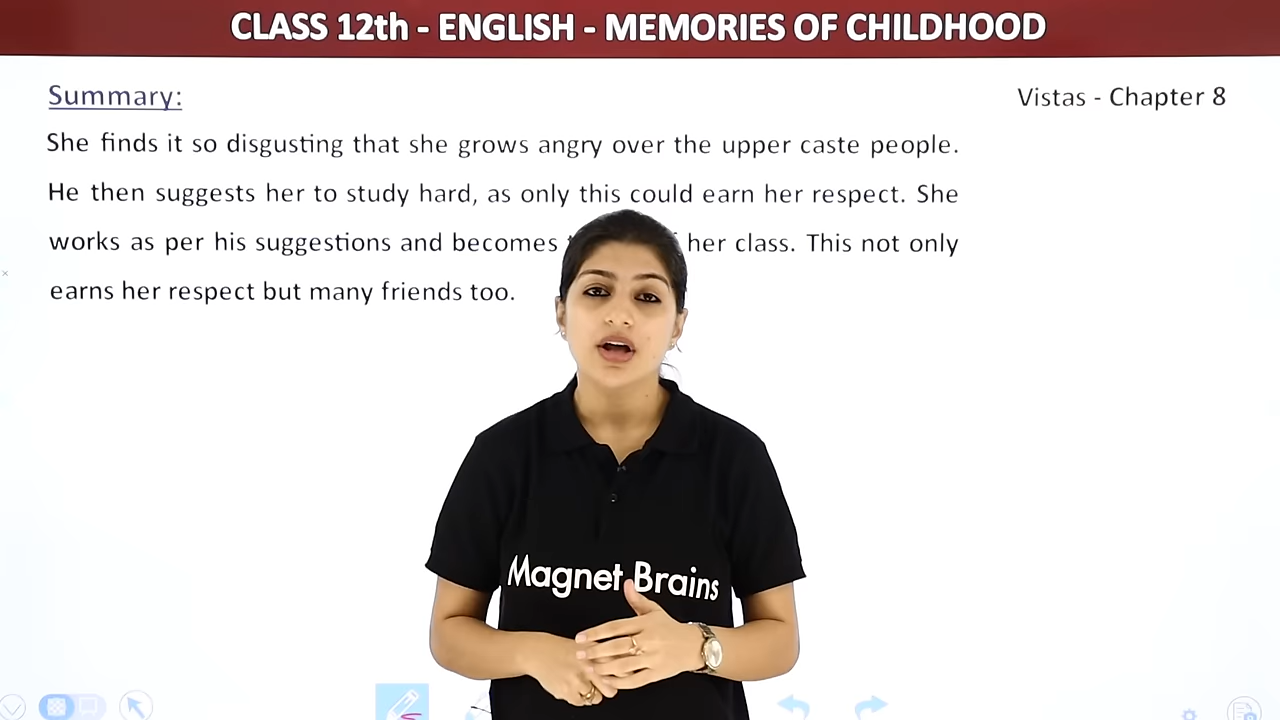 CLASS 12th - ENGLISH - MEMORIES OF CHILDHOOD
Summary:
Vistas - Chapter 8
She finds it so disgusting that she grows angry over the upper caste people.
He then suggests her to study hard, as only this could earn her respect. She
works as per his suggestions and becomes her class. This not only
earns her respect but many friends too.
Magnet Brains